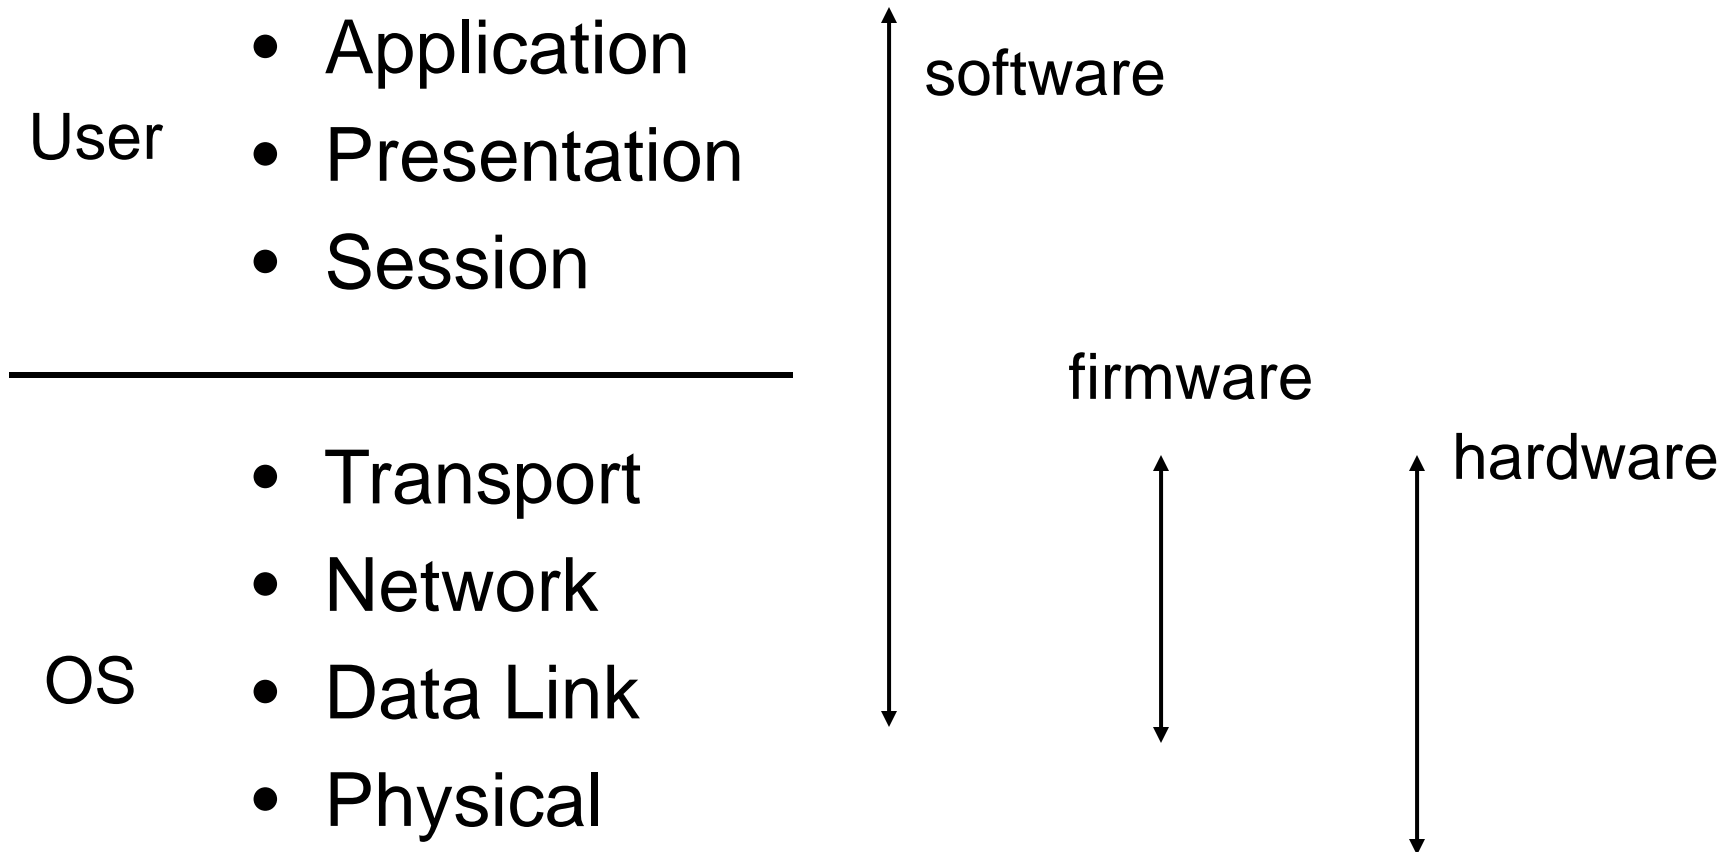 • Application
software
User
• Presentation
• Session
firmware
hardware
• Transport
• Network
OS
• Data Link
• Physical